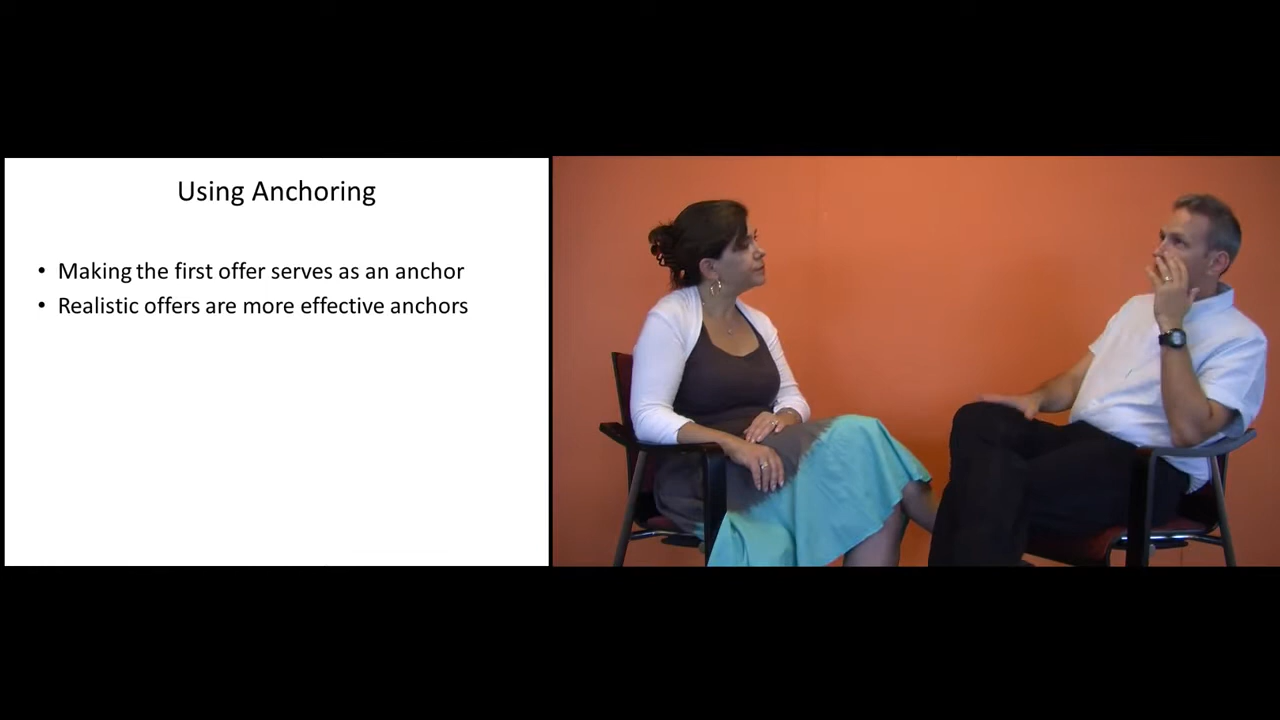 Using Anchoring
• Making the first offer serves as an anchor
• Realistic offers are more effective anchors